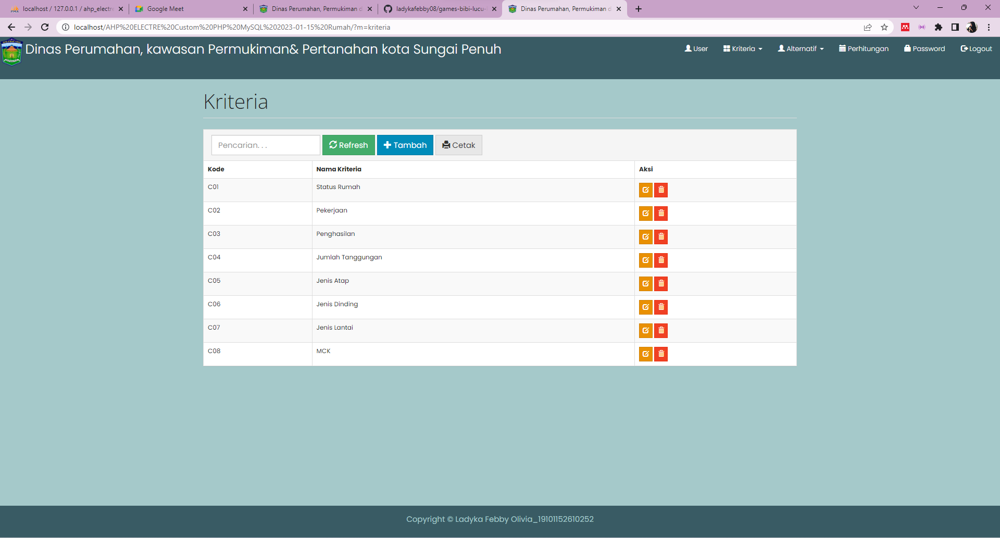 localhost / 127.0.0.1 / ahp_electre
Google Meet
Dinas Perumahan, Permukiman d
ladykafebby08/games-bibi-lucu-
Dinas Perumahan, Permukiman d
localhost/AHP%20ELECTRE%20Custom%20PHP%20MySQL%202023-01-15%20Rumah/?m=kriteria
Dinas Perumahan, kawasan Permukiman& Pertanahan kota Sungai Penuh
User Kriteria Alternatif Perhitungan Password Logout
Kriteria
Pencarian. . . Refresh Tambah Cetak
Kode Nama Kriteria Aksi
C01 Status Rumah
C02 Pekerjaan
C03 Penghasilan
C04 Jumlah Tanggungan
C05 Jenis Atap
C06 Jenis Dinding
C07 Jenis Lantai
C08 MCK
Copyright © Ladyka Febby Olivia_19101152610252